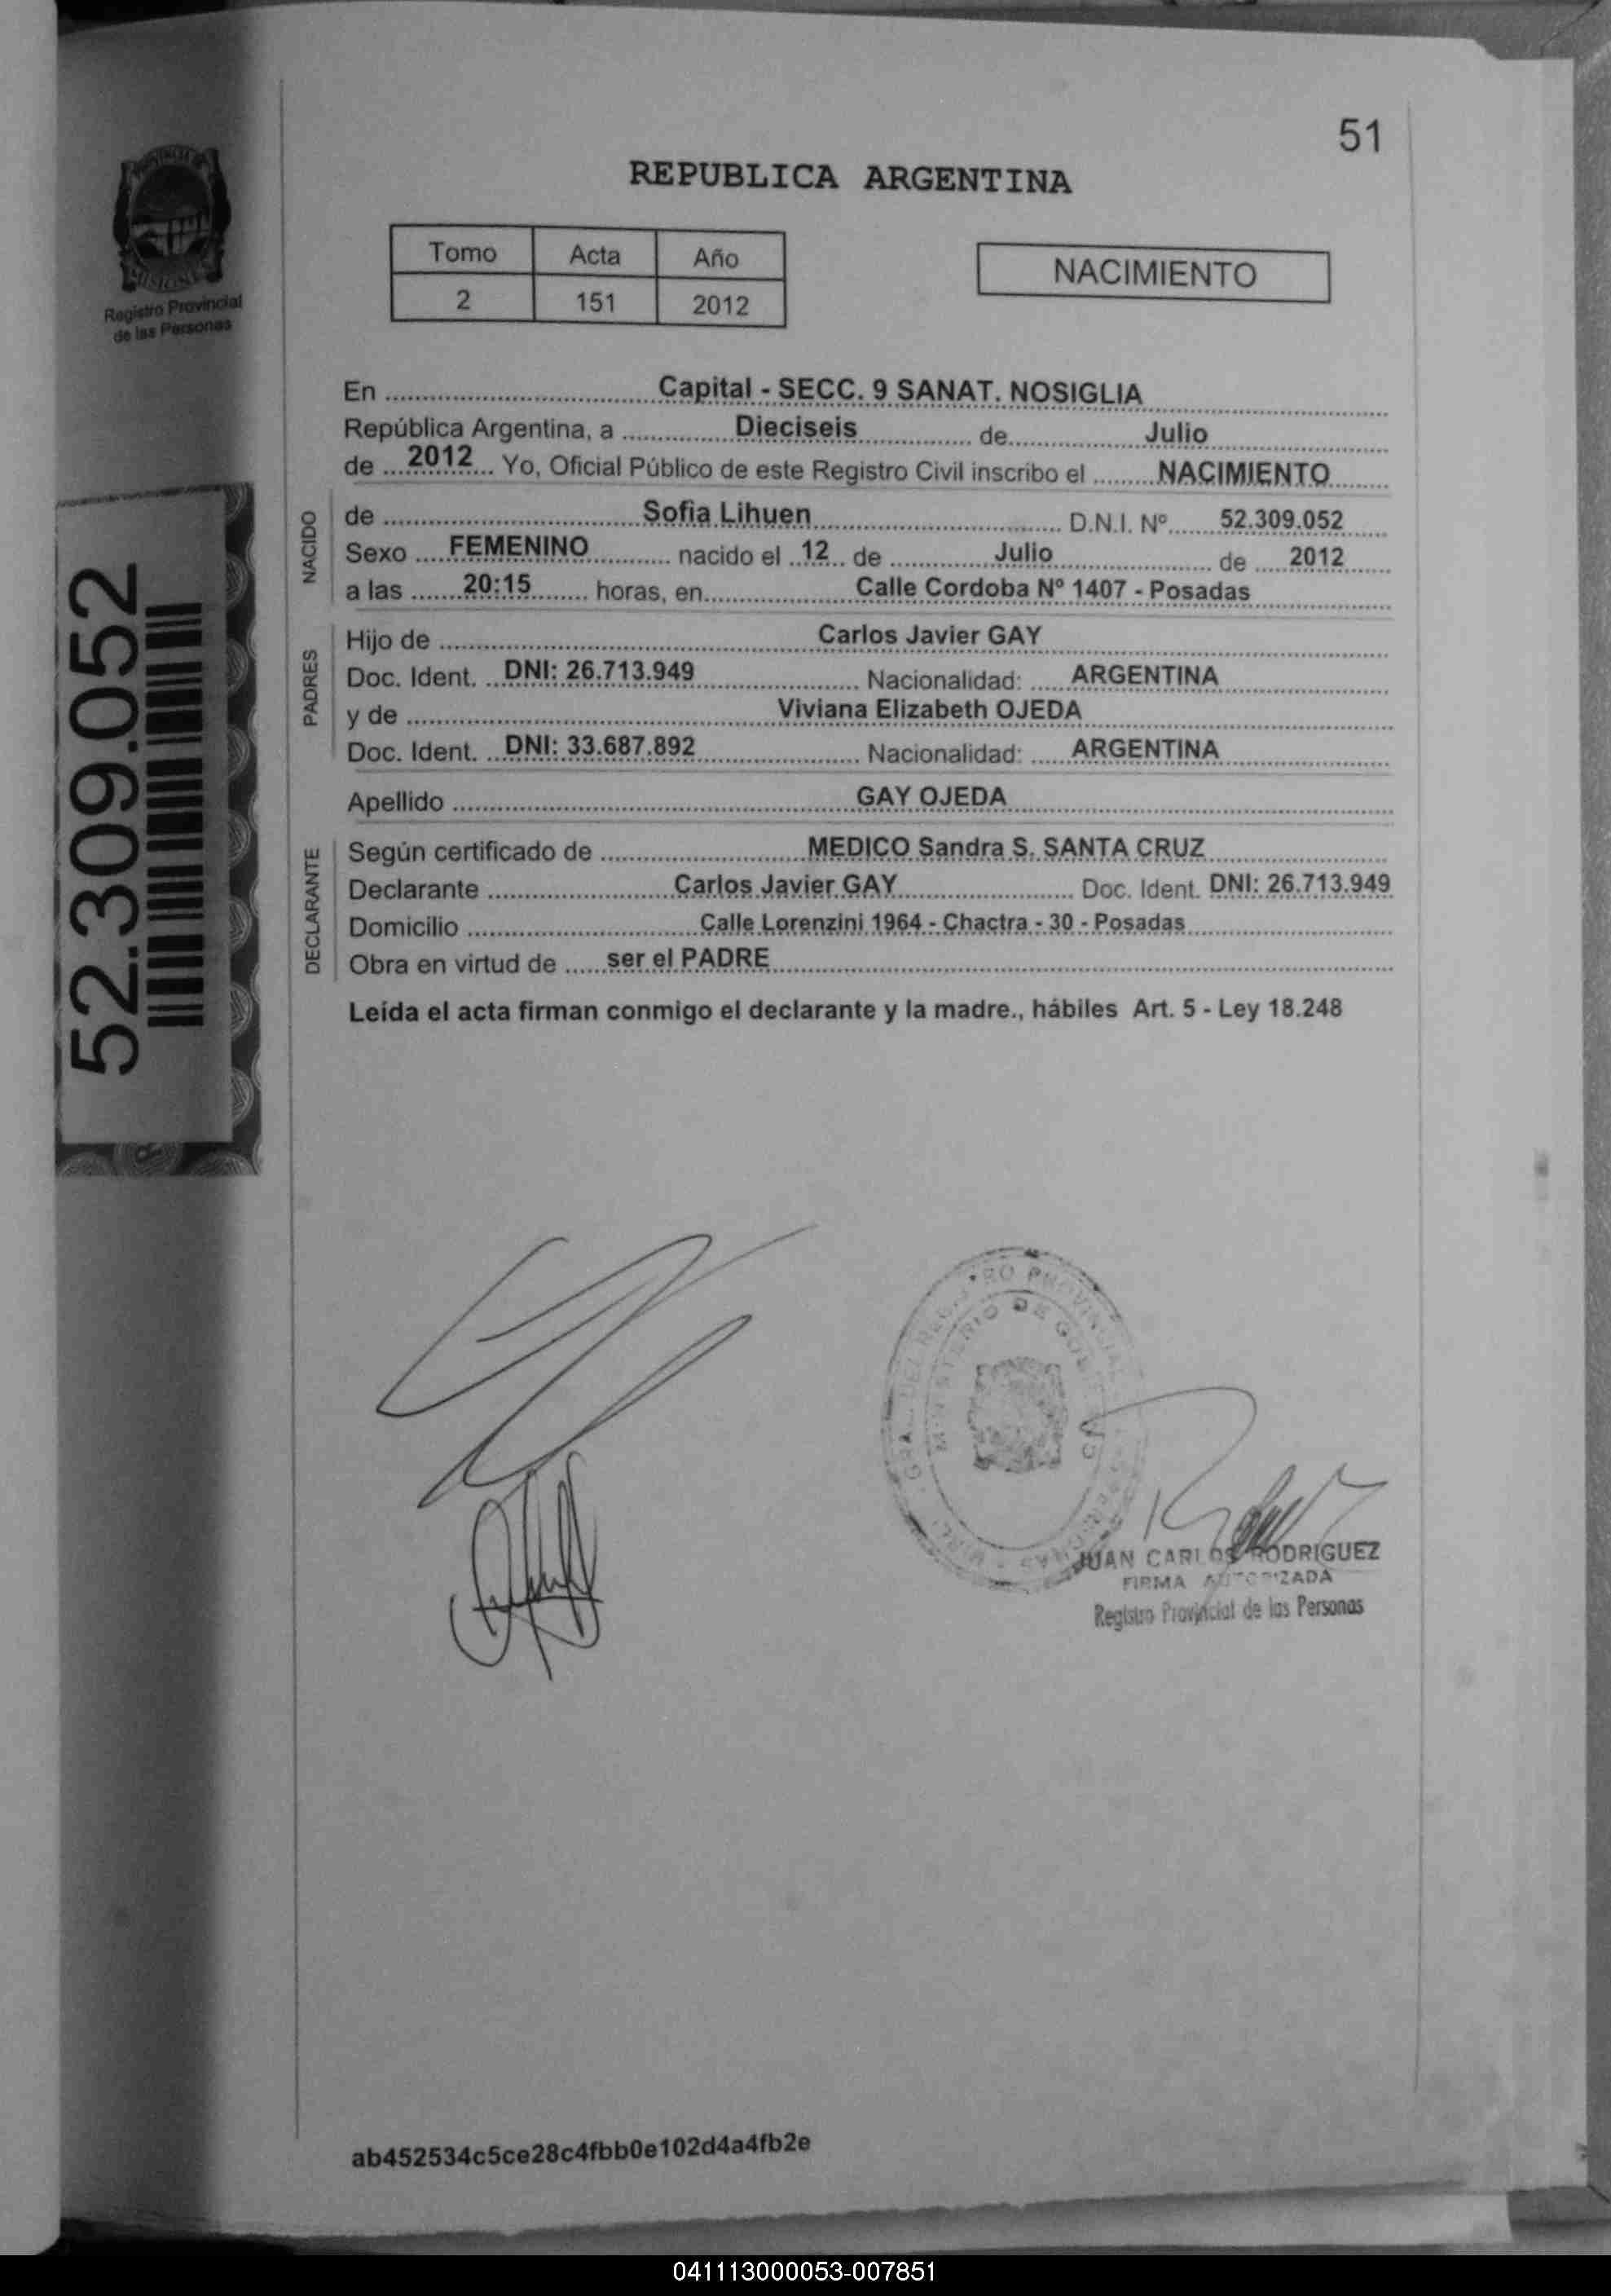 51
REPUBLICA ARGENTINA
PROVINCIA DE
MISIONES
Registro Provincial
de las Personas
Tomo Acta Año
2 151 2012
NACIMIENTO
En ........ Capital - SECC. 9 SANAT. NOSIGLIA ........
República Argentina, a ........ Dieciseis ........ de ........ Julio ........
de .... 2012 ... Yo, Oficial Público de este Registro Civil inscribo el ........ NACIMIENTO ........
NACIDO
de ........ Sofia Lihuen ........ D.N.I. Nº ........ 52.309.052 ........
Sexo .... FEMENINO ........ nacido el .. 12 .. de ........ Julio ........ de ..... 2012 ........
a las ....... 20:15 ........ horas, en ........ Calle Cordoba Nº 1407 - Posadas ........
PADRES
Hijo de ........ Carlos Javier GAY ........
Doc. Ident. ... DNI: 26.713.949 ........ Nacionalidad: ...... ARGENTINA ........
y de ........ Viviana Elizabeth OJEDA ........
Doc. Ident. ... DNI: 33.687.892 ........ Nacionalidad: ...... ARGENTINA ........
Apellido ........ GAY OJEDA ........
DECLARANTE
Según certificado de ........ MEDICO Sandra S. SANTA CRUZ ........
Declarante ........ Carlos Javier GAY ........ Doc. Ident. DNI: 26.713.949
Domicilio ........ Calle Lorenzini 1964 - Chactra - 30 - Posadas ........
Obra en virtud de ...... ser el PADRE ........
Leída el acta firman conmigo el declarante y la madre., hábiles Art. 5 - Ley 18.248
52.309.052
MINISTERIO DE GOBIERNO
JUAN CARLOS RODRIGUEZ
FIRMA AUTORIZADA
Registro Provincial de las Personas
ab452534c5ce28c4fbb0e102d4a4fb2e
041113000053-007851